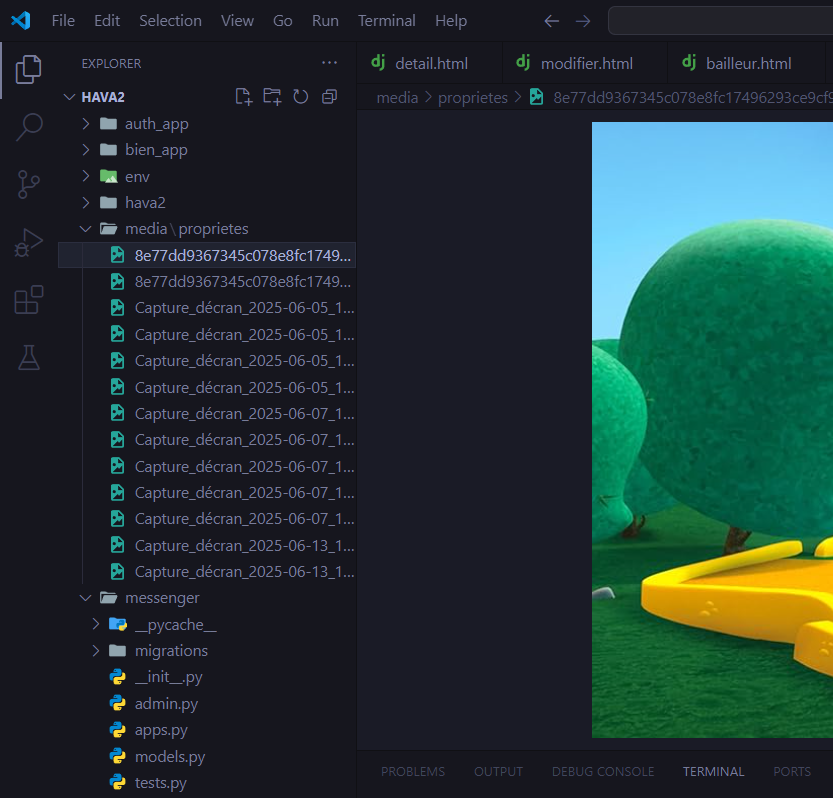 File Edit Selection View Go Run Terminal Help
EXPLORER
detail.html
modifier.html
bailleur.html
HAVA2
media > proprietes > 8e77dd9367345c078e8fc17496293ce9cf9
auth_app
bien_app
env
hava2
media\proprietes
8e77dd9367345c078e8fc1749...
8e77dd9367345c078e8fc1749...
Capture_décran_2025-06-05_1...
Capture_décran_2025-06-05_1...
Capture_décran_2025-06-05_1...
Capture_décran_2025-06-05_1...
Capture_décran_2025-06-07_1...
Capture_décran_2025-06-07_1...
Capture_décran_2025-06-07_1...
Capture_décran_2025-06-07_1...
Capture_décran_2025-06-07_1...
Capture_décran_2025-06-13_1...
Capture_décran_2025-06-13_1...
messenger
__pycache__
migrations
__init__.py
admin.py
apps.py
models.py
tests.py
PROBLEMS OUTPUT DEBUG CONSOLE TERMINAL PORTS